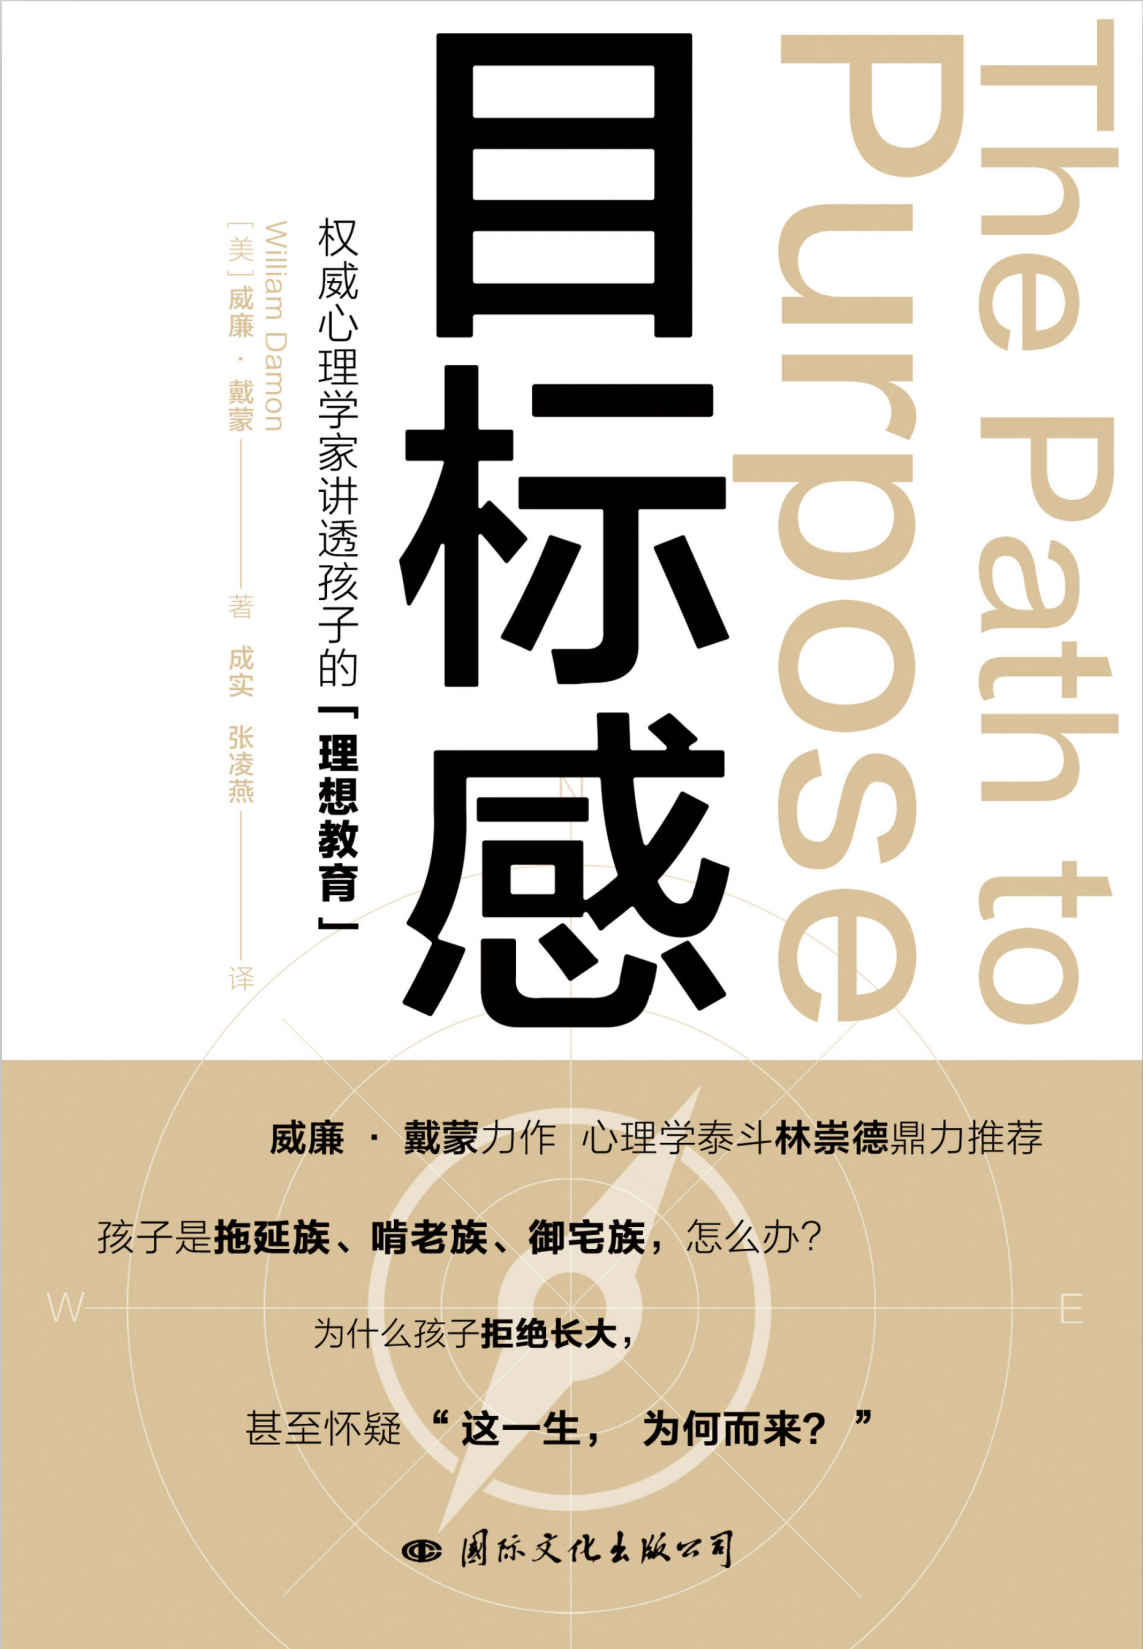 The Path to
Purpose
目标感
权威心理学家讲透孩子的「理想教育」
William Damon
[美]威廉·戴蒙 著 成实 张凌燕 译
N
威廉 · 戴蒙力作 心理学泰斗林崇德鼎力推荐
孩子是拖延族、啃老族、御宅族，怎么办？
W
E
为什么孩子拒绝长大，
甚至怀疑“这一生， 为何而来？”
国际文化出版公司